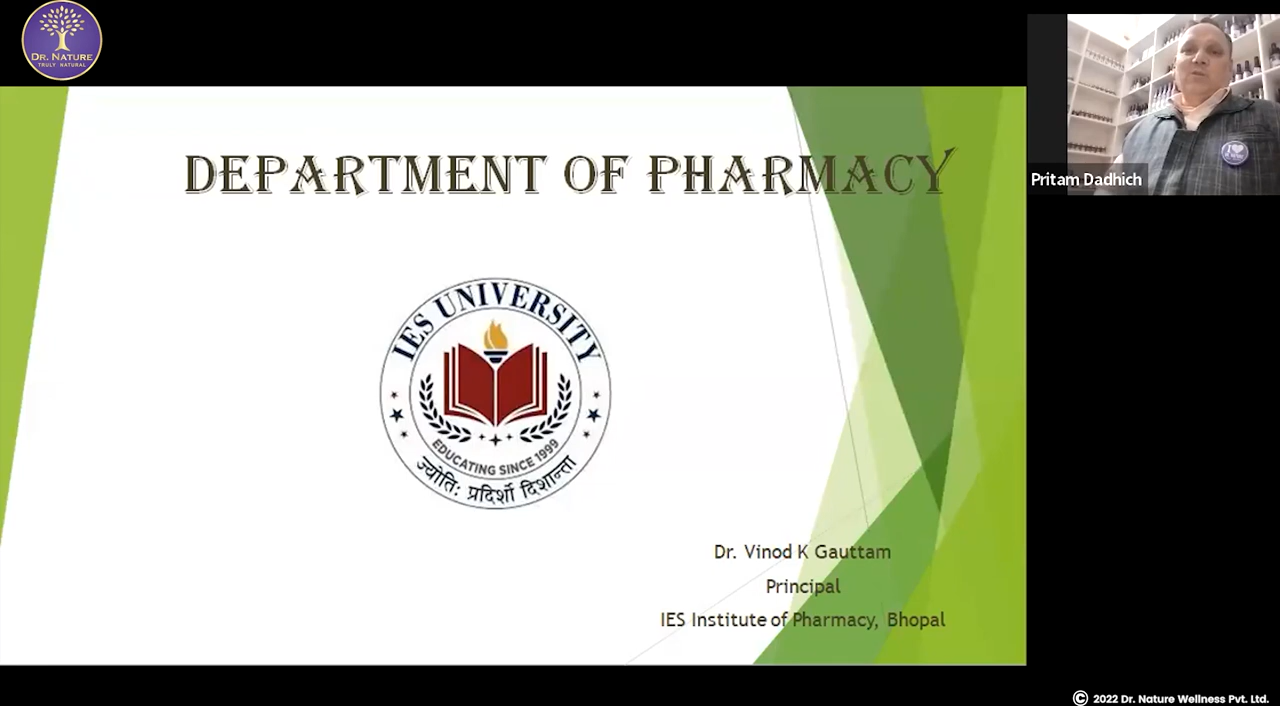 DR. NATURE
TRULY NATURAL
DEPARTMENT OF PHARMACY
Pritam Dadhich
IES UNIVERSITY
EDUCATING SINCE 1999
ज्योतिः प्रदिर्शो दिशान्ता
Dr. Vinod K Gauttam
Principal
IES Institute of Pharmacy, Bhopal
© 2022 Dr. Nature Wellness Pvt. Ltd.